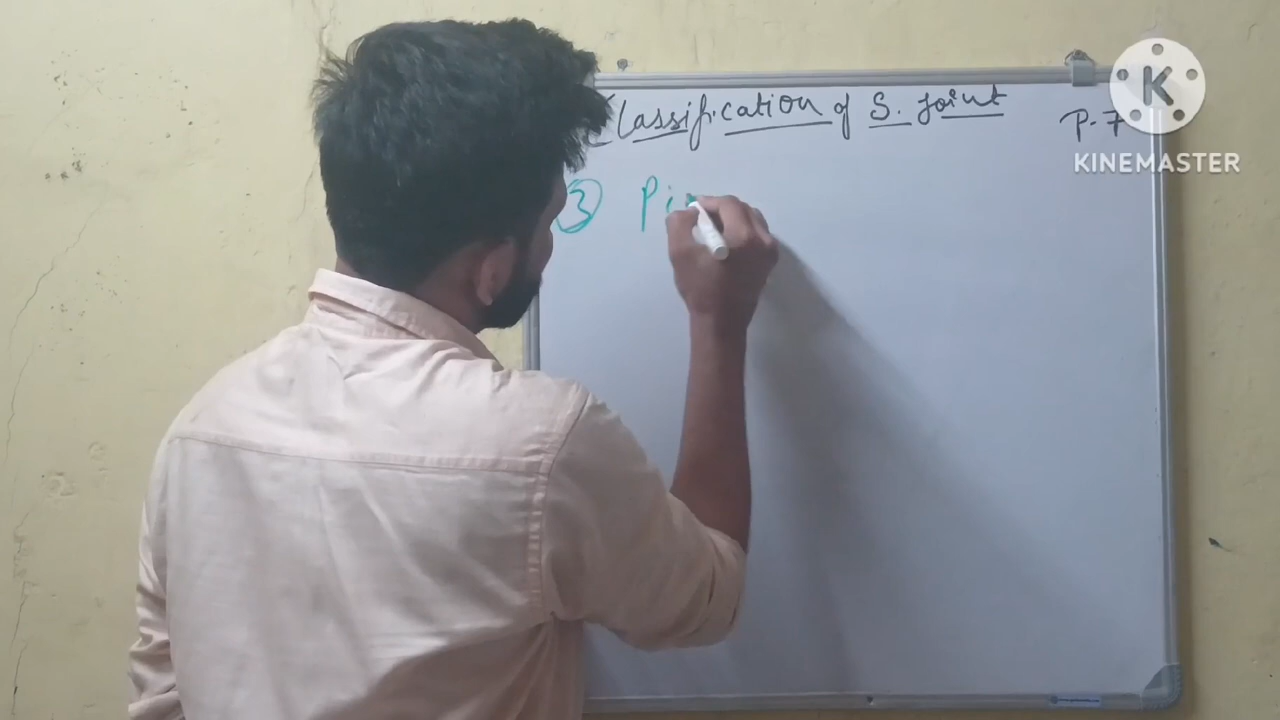 Classification of S. Joint
P-7
③ Pi
K
KINEMASTER